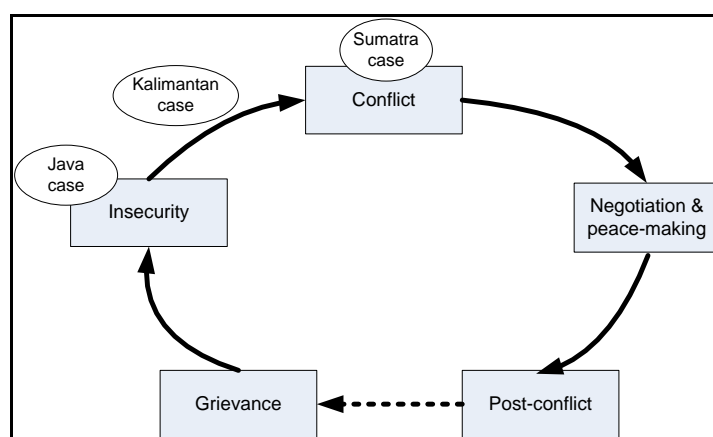 Sumatra
case
Conflict
Kalimantan
case
Java
case
Insecurity
Negotiation &
peace-making
Grievance
Post-conflict